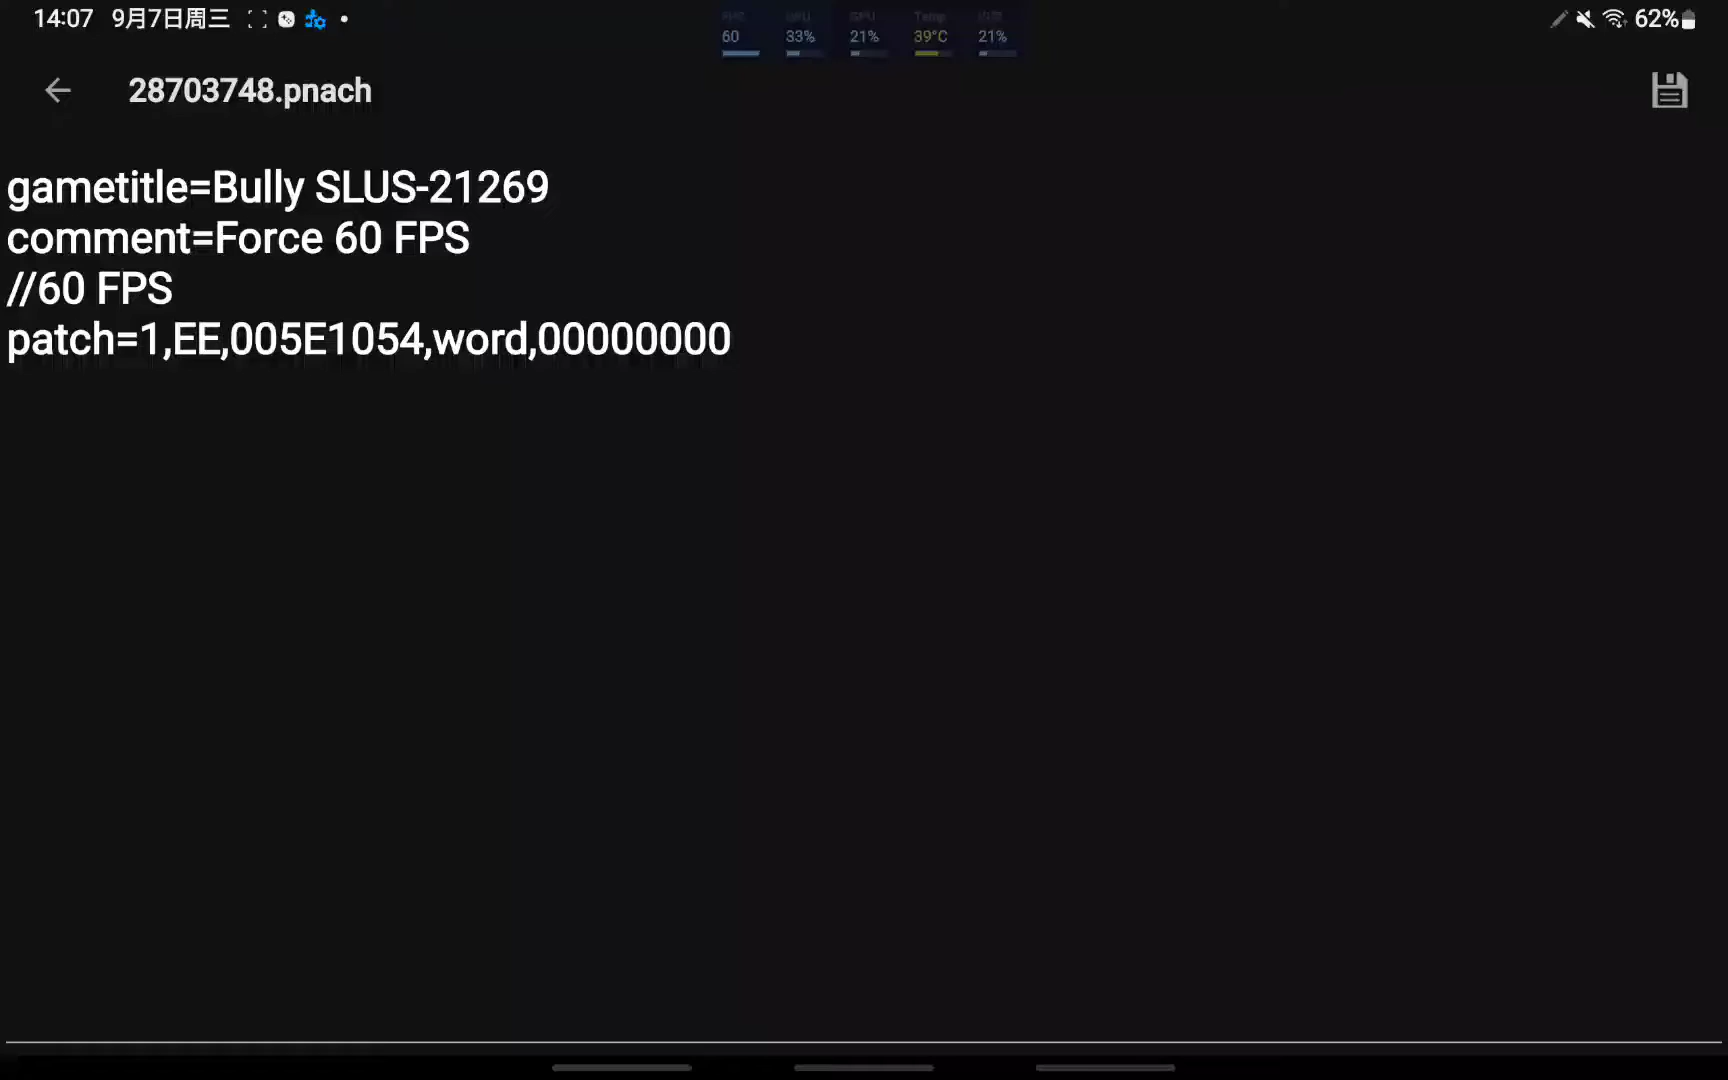 14:07 9月7日周三 62%
60 33% 21% 39°C 21%
28703748.pnach
gametitle=Bully SLUS-21269
comment=Force 60 FPS
//60 FPS
patch=1,EE,005E1054,word,00000000